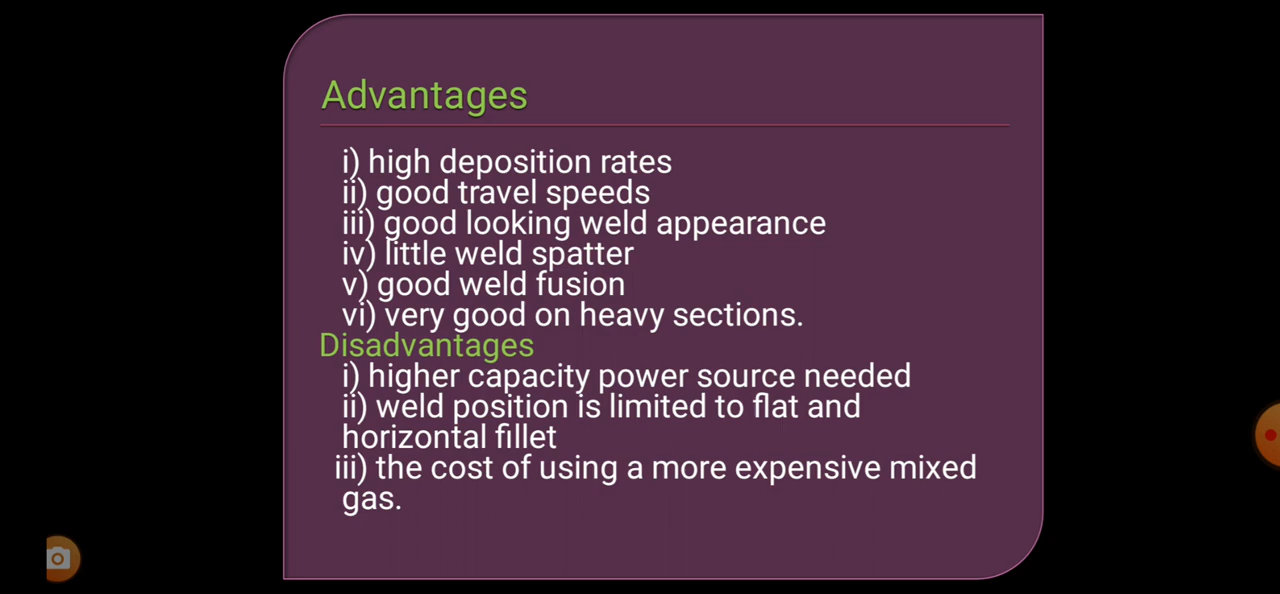 Advantages
i) high deposition rates
ii) good travel speeds
iii) good looking weld appearance
iv) little weld spatter
v) good weld fusion
vi) very good on heavy sections.
Disadvantages
i) higher capacity power source needed
ii) weld position is limited to flat and
horizontal fillet
iii) the cost of using a more expensive mixed
gas.